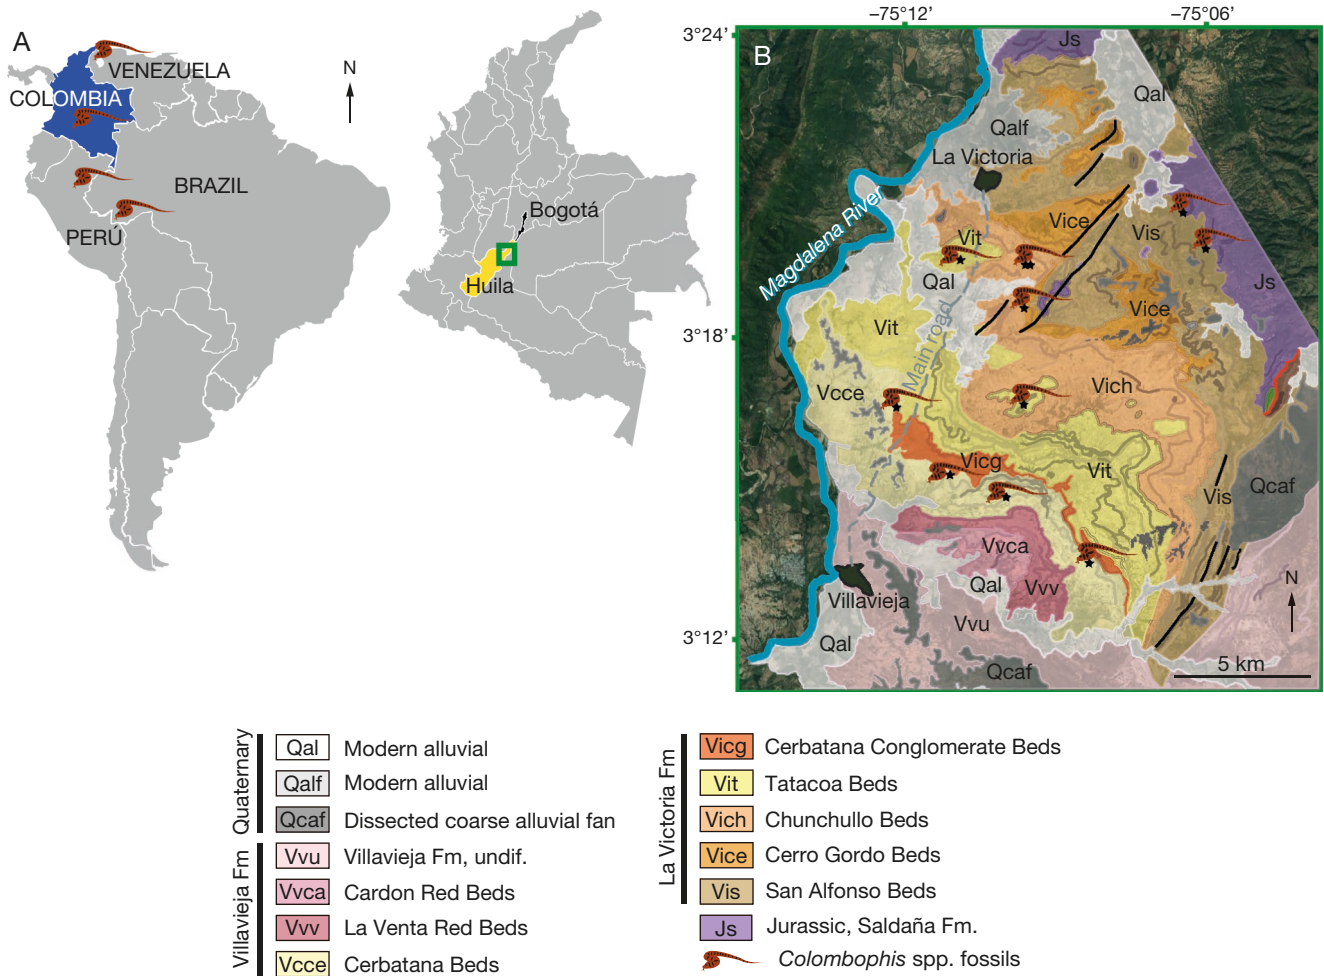 A
VENEZUELA
COLOMBIA
BRAZIL
PERÚ
N
Bogotá
Huila
−75°12’
−75°06’
3°24’
3°18’
3°12’
B
Js
Qal
Qalf
La Victoria
Magdalena River
Vice
Vis
Vit
Qal
Js
Vice
Vit
Main road
Vcce
Vich
Vicg
Vit
Vis
Qcaf
Vvca
Qal
Vvv
Villavieja
Vvu
Qal
Qcaf
N
5 km
Quaternary
Qal Modern alluvial
Qalf Modern alluvial
Qcaf Dissected coarse alluvial fan
Villavieja Fm
Vvu Villavieja Fm, undif.
Vvca Cardon Red Beds
Vvv La Venta Red Beds
Vcce Cerbatana Beds
La Victoria Fm
Vicg Cerbatana Conglomerate Beds
Vit Tatacoa Beds
Vich Chunchullo Beds
Vice Cerro Gordo Beds
Vis San Alfonso Beds
Js Jurassic, Saldaña Fm.
Colombophis spp. fossils